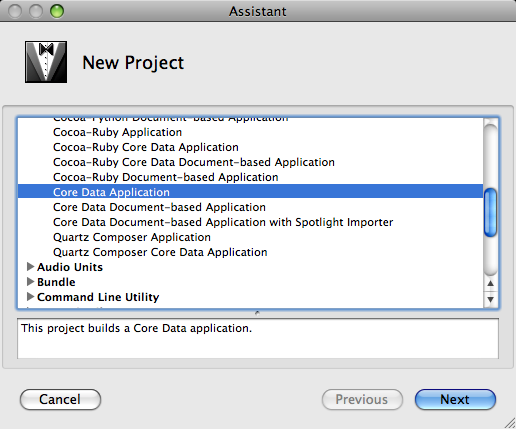 Assistant
New Project
Cocoa-Python Document-based Application
Cocoa-Ruby Application
Cocoa-Ruby Core Data Application
Cocoa-Ruby Core Data Document-based Application
Cocoa-Ruby Document-based Application
Core Data Application
Core Data Document-based Application
Core Data Document-based Application with Spotlight Importer
Quartz Composer Application
Quartz Composer Core Data Application
Audio Units
Bundle
Command Line Utility
This project builds a Core Data application.
Cancel
Previous
Next